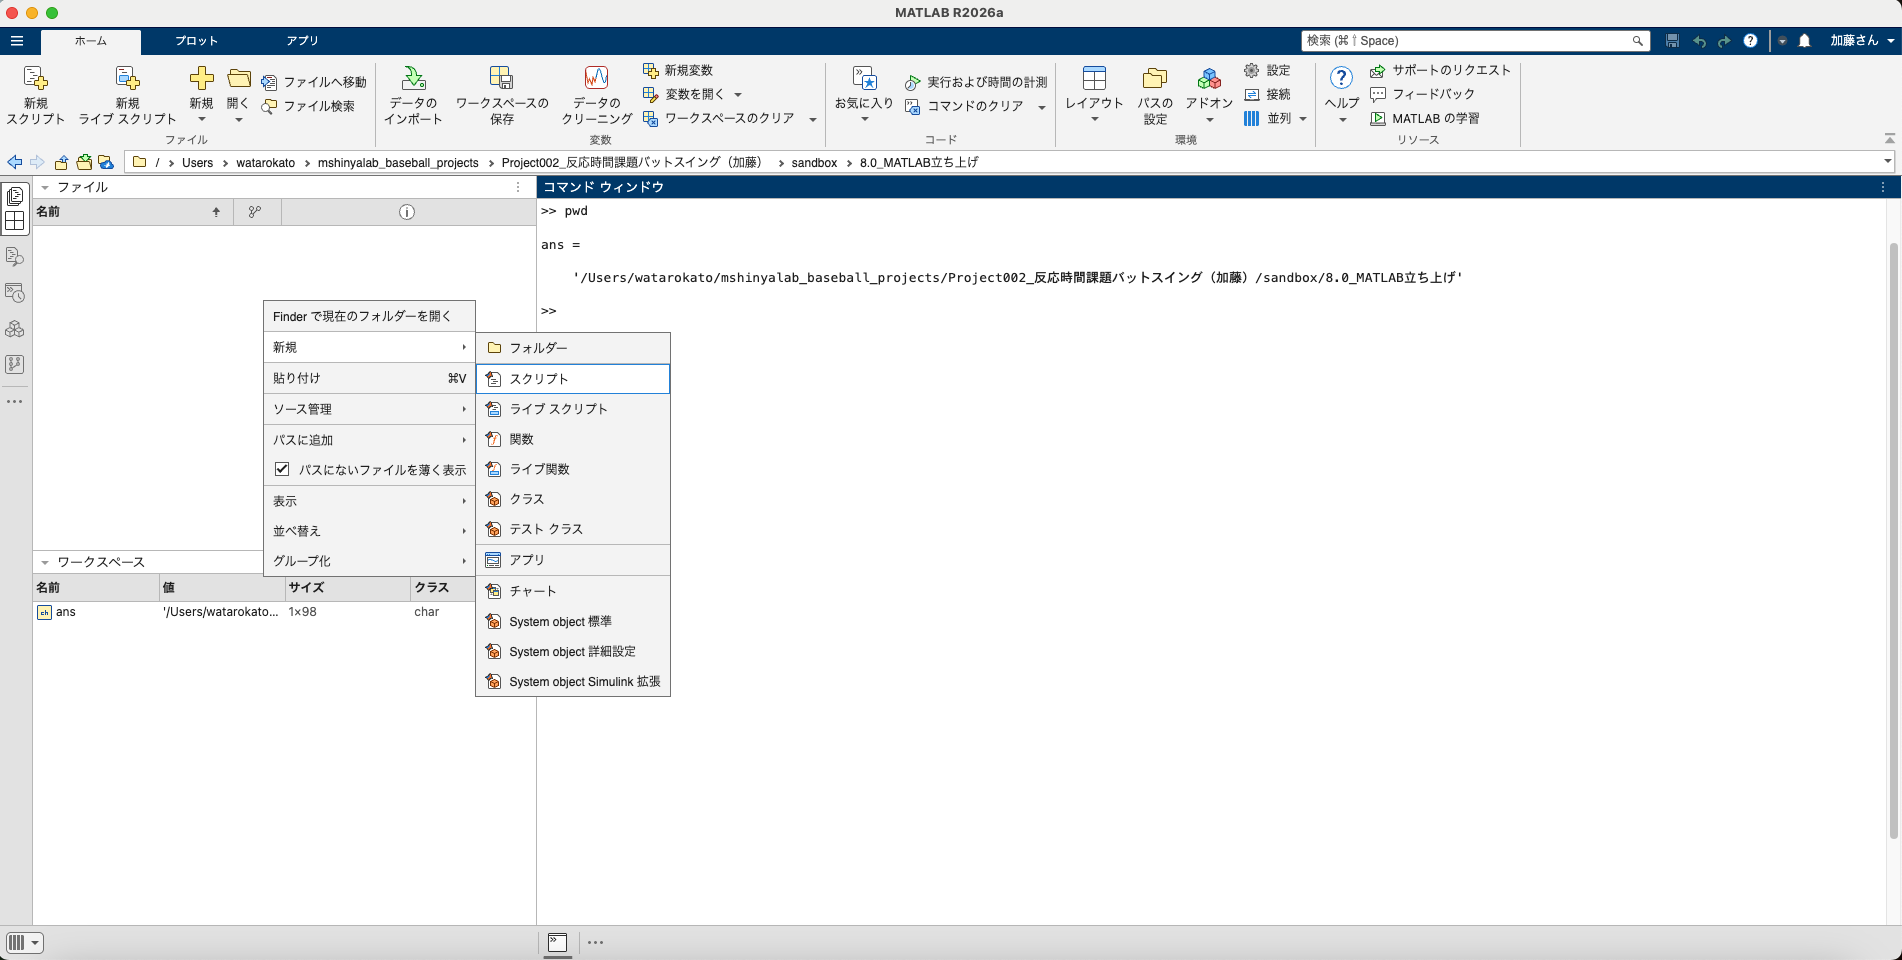 MATLAB R2026a
ホーム
プロット
アプリ
検索 (⌘⇧Space)
加藤さん
新規
スクリプト
新規
ライブ スクリプト
新規
開く
ファイルへ移動
ファイル検索
ファイル
データの
インポート
ワークスペースの
保存
データの
クリーニング
新規変数
変数を開く
ワークスペースのクリア
変数
お気に入り
実行および時間の計測
コマンドのクリア
コード
レイアウト
パスの
設定
アドオン
設定
接続
並列
環境
ヘルプ
サポートのリクエスト
フィードバック
MATLAB の学習
リソース
/ › Users › watarokato › mshinyalab_baseball_projects › Project002_反応時間課題バットスイング（加藤） › sandbox › 8.0_MATLAB立ち上げ
ファイル
名前
コマンド ウィンドウ
>> pwd
ans =
'/Users/watarokato/mshinyalab_baseball_projects/Project002_反応時間課題バットスイング（加藤）/sandbox/8.0_MATLAB立ち上げ'
>>
Finder で現在のフォルダーを開く
新規
貼り付け ⌘V
ソース管理
パスに追加
パスにないファイルを薄く表示
表示
並べ替え
グループ化
フォルダー
スクリプト
ライブ スクリプト
関数
ライブ関数
クラス
テスト クラス
アプリ
チャート
System object 標準
System object 詳細設定
System object Simulink 拡張
ワークスペース
名前 値 サイズ クラス
ch ans '/Users/watarokato... 1×98 char